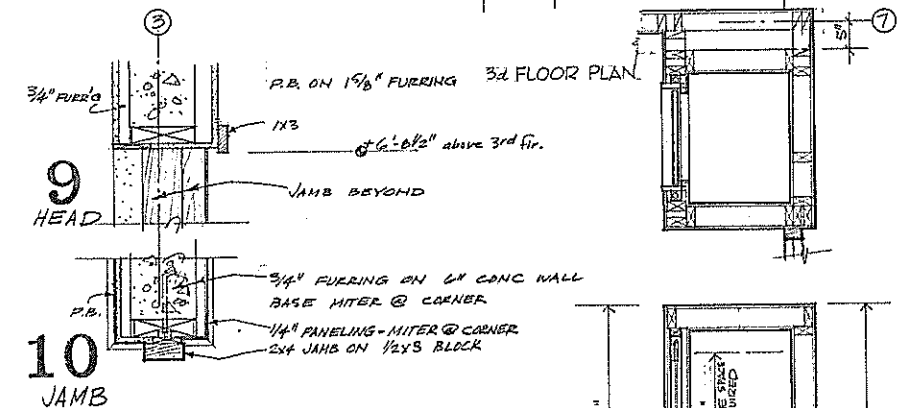 3
7
5"
3/4" FURR'G
P.B. ON 1 5/8" FURRING
3d FLOOR PLAN
1X3
+6'-8 1/2" above 3rd flr.
9
HEAD
JAMB BEYOND
3/4" FURRING ON 6" CONC WALL
BASE MITER @ CORNER
P.B.
1/4" PANELING-MITER @ CORNER
2x4 JAMB ON 1/2X3 BLOCK
10
JAMB
SPACE